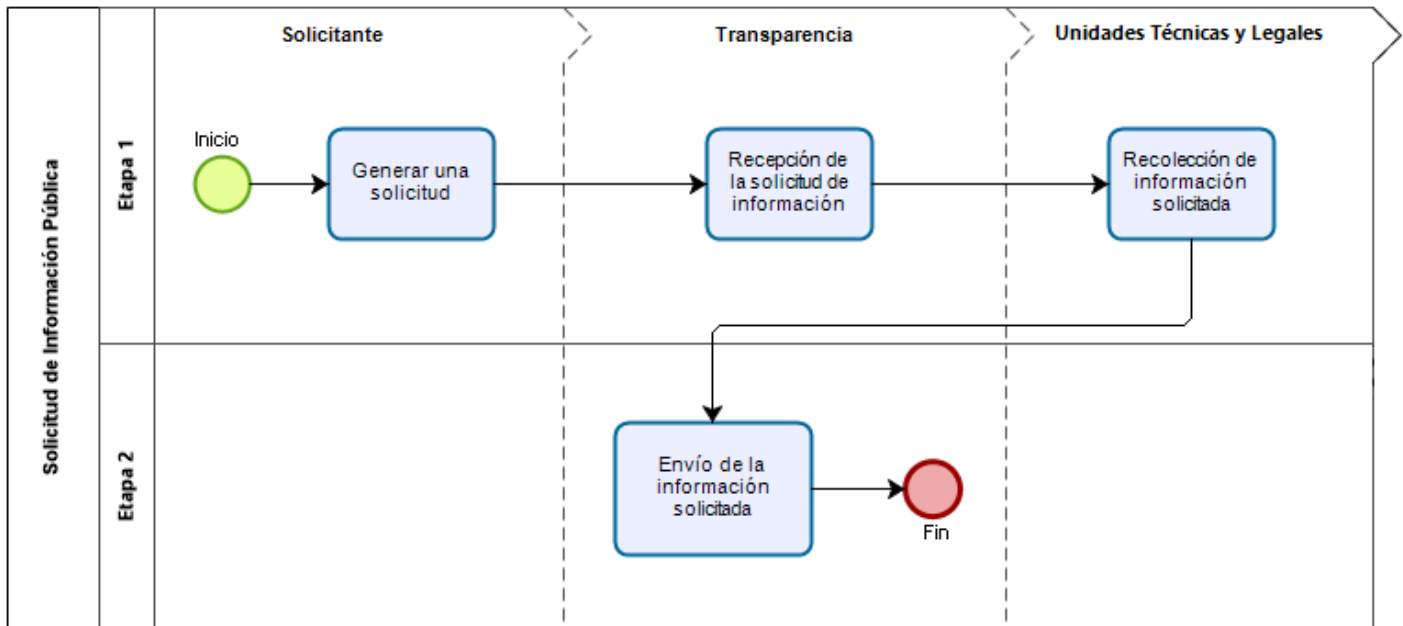 Solicitud de Información Pública
Solicitante
Transparencia
Unidades Técnicas y Legales
Etapa 1
Inicio
Generar una
solicitud
Recepción de
la solicitud de
información
Recolección de
información
solicitada
Etapa 2
Envío de la
información
solicitada
Fin